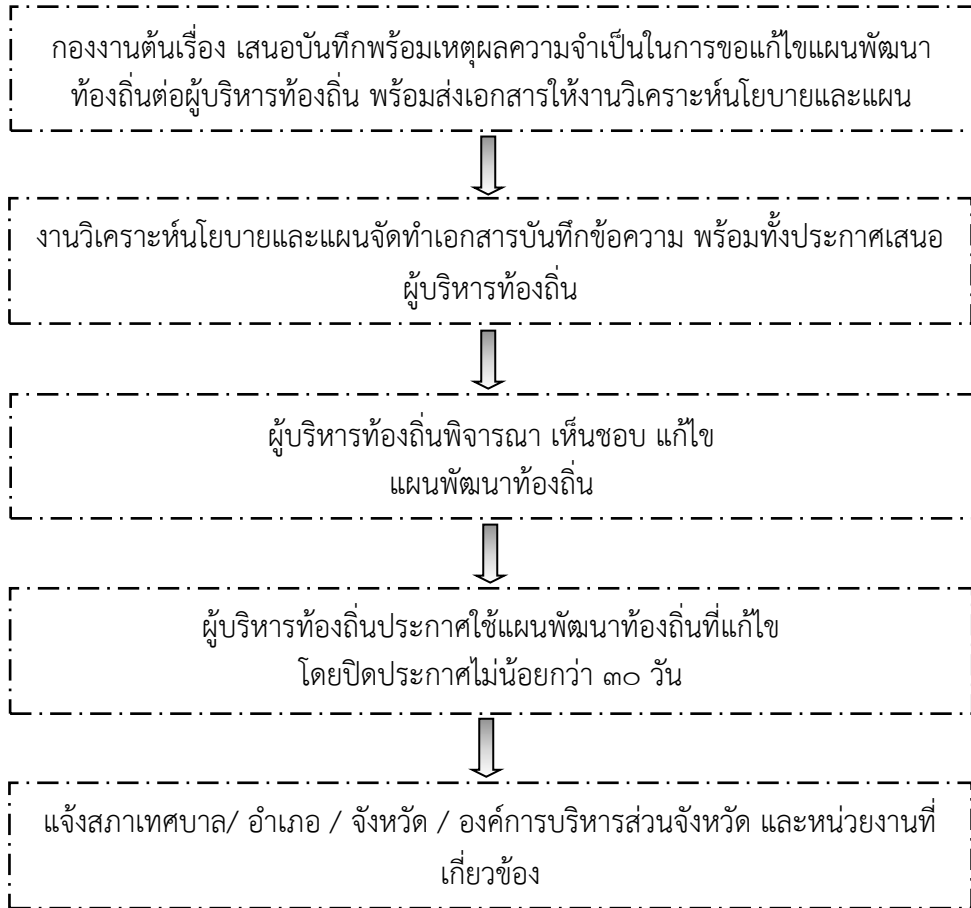 กองงานต้นเรื่อง เสนอบันทึกพร้อมเหตุผลความจำเป็นในการขอแก้ไขแผนพัฒนา
ท้องถิ่นต่อผู้บริหารท้องถิ่น พร้อมส่งเอกสารให้งานวิเคราะห์นโยบายและแผน
งานวิเคราะห์นโยบายและแผนจัดทำเอกสารบันทึกข้อความ พร้อมทั้งประกาศเสนอ
ผู้บริหารท้องถิ่น
ผู้บริหารท้องถิ่นพิจารณา เห็นชอบ แก้ไข
แผนพัฒนาท้องถิ่น
ผู้บริหารท้องถิ่นประกาศใช้แผนพัฒนาท้องถิ่นที่แก้ไข
โดยปิดประกาศไม่น้อยกว่า ๓๐ วัน
แจ้งสภาเทศบาล/ อำเภอ / จังหวัด / องค์การบริหารส่วนจังหวัด และหน่วยงานที่
เกี่ยวข้อง